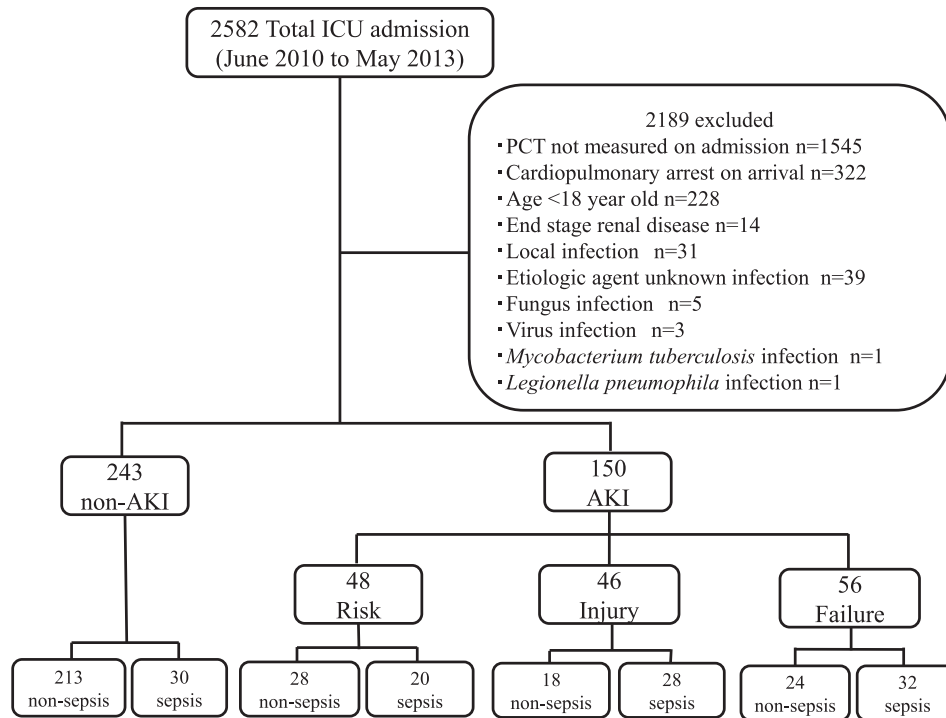 2582 Total ICU admission
(June 2010 to May 2013)
2189 excluded
▪PCT not measured on admission n=1545
▪Cardiopulmonary arrest on arrival n=322
▪Age <18 year old n=228
▪End stage renal disease n=14
▪Local infection n=31
▪Etiologic agent unknown infection n=39
▪Fungus infection n=5
▪Virus infection n=3
▪Mycobacterium tuberculosis infection n=1
▪Legionella pneumophila infection n=1
243
non-AKI
150
AKI
48
Risk
46
Injury
56
Failure
213
non-sepsis
30
sepsis
28
non-sepsis
20
sepsis
18
non-sepsis
28
sepsis
24
non-sepsis
32
sepsis